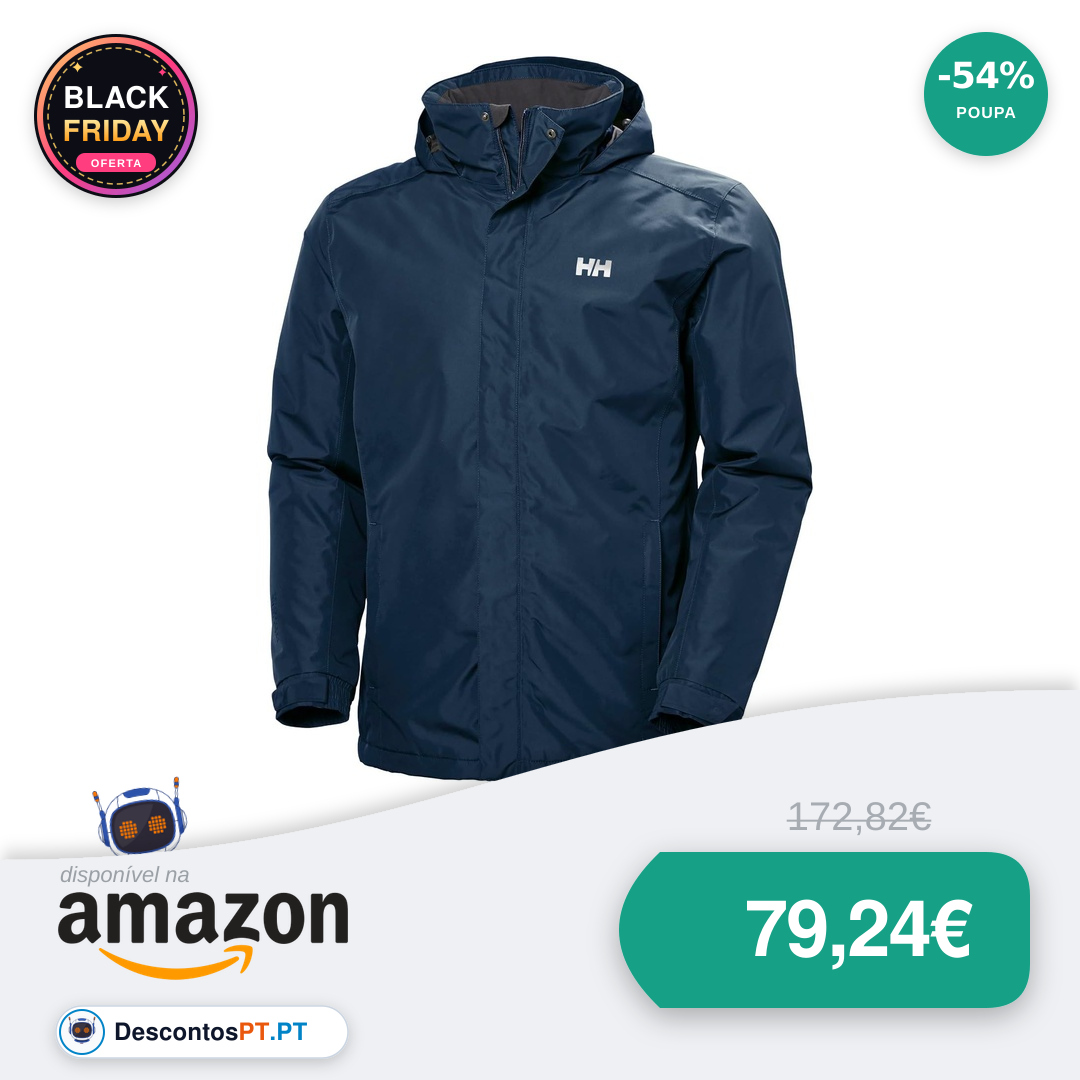 BLACK
FRIDAY
OFERTA
-54%
POUPA
HH
172,82€
79,24€
disponível na
amazon
DescontosPT.PT